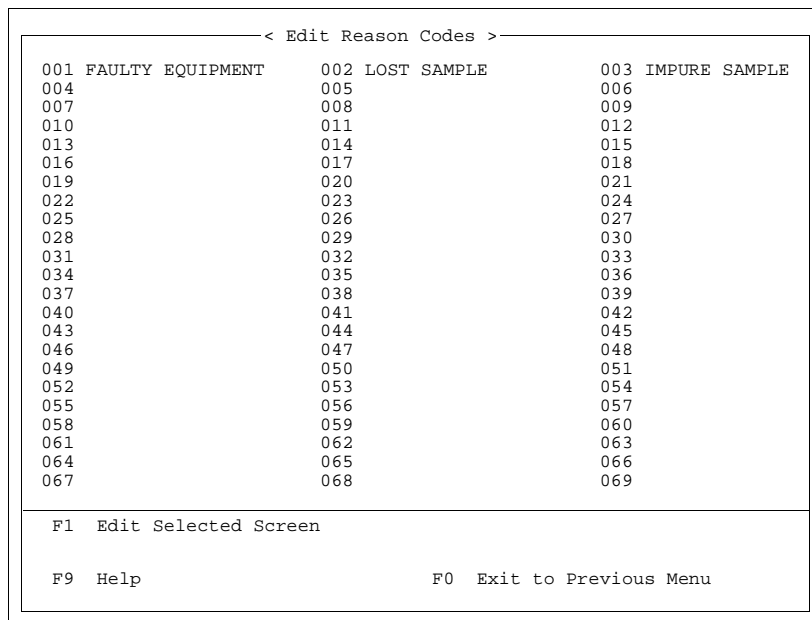 < Edit Reason Codes >
001 FAULTY EQUIPMENT 002 LOST SAMPLE 003 IMPURE SAMPLE
004 005 006
007 008 009
010 011 012
013 014 015
016 017 018
019 020 021
022 023 024
025 026 027
028 029 030
031 032 033
034 035 036
037 038 039
040 041 042
043 044 045
046 047 048
049 050 051
052 053 054
055 056 057
058 059 060
061 062 063
064 065 066
067 068 069
F1 Edit Selected Screen
F9 Help F0 Exit to Previous Menu